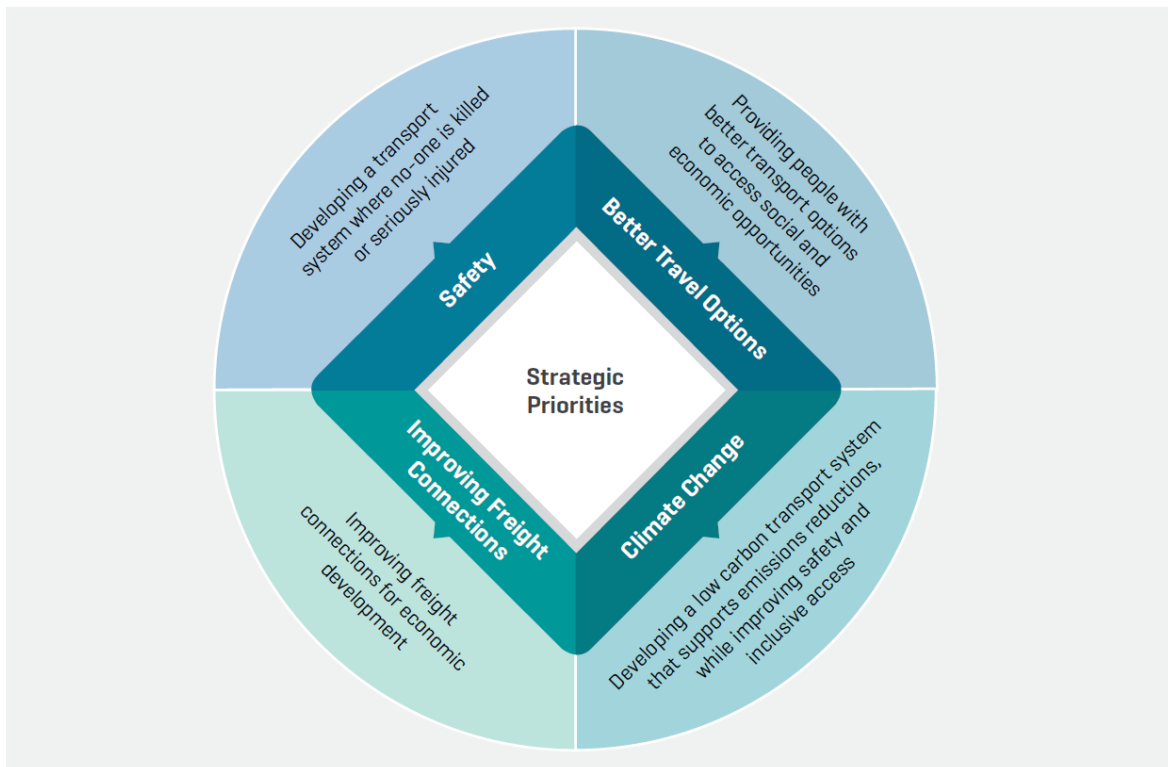 Strategic
Priorities
Safety
Developing a transport
system where no-one is killed
or seriously injured
Better Travel Options
Providing people with
better transport options
to access social and
economic opportunities
Improving Freight
Connections
Improving freight
connections for economic
development
Climate Change
Developing a low carbon transport system
that supports emissions reductions,
while improving safety and
inclusive access